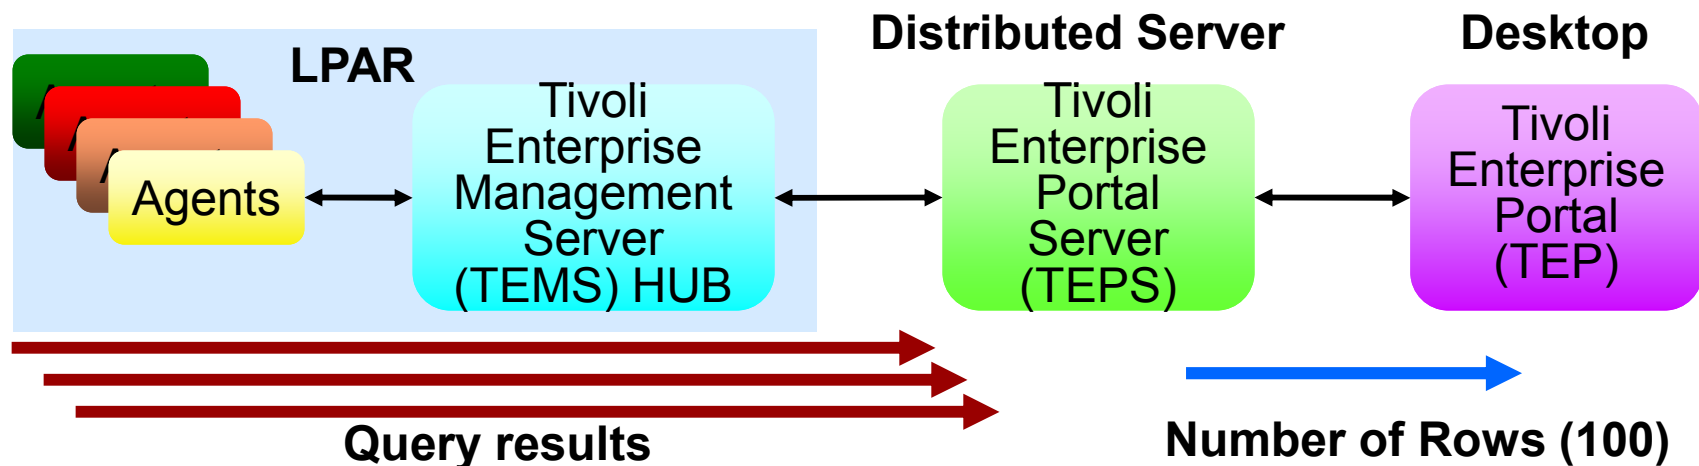 LPAR
Distributed Server
Desktop
Agents
Tivoli
Enterprise
Management
Server
(TEMS) HUB
Tivoli
Enterprise
Portal
Server
(TEPS)
Tivoli
Enterprise
Portal
(TEP)
Query results
Number of Rows (100)